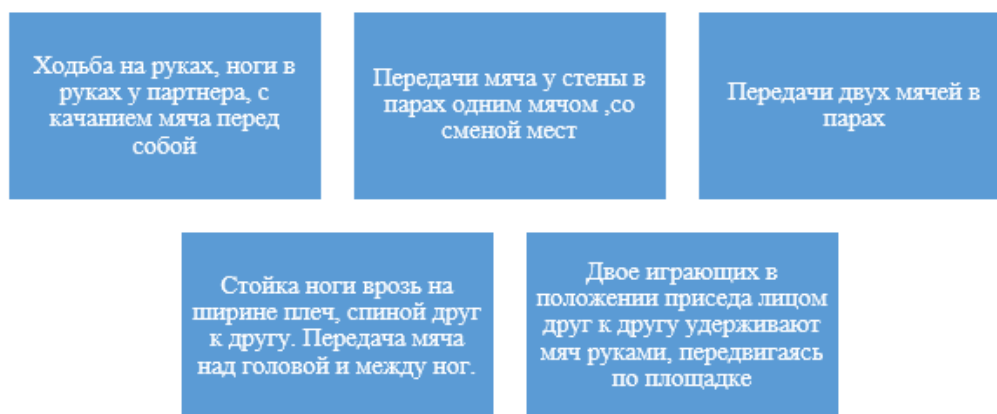 Ходьба на руках, ноги в
руках у партнера, с
качанием мяча перед
собой
Передачи мяча у стены в
парах одним мячом ,со
сменой мест
Передачи двух мячей в
парах
Стойка ноги врозь на
ширине плеч, спиной друг
к другу. Передача мяча
над головой и между ног.
Двое играющих в
положении приседа лицом
друг к другу удерживают
мяч руками, передвигаясь
по площадке